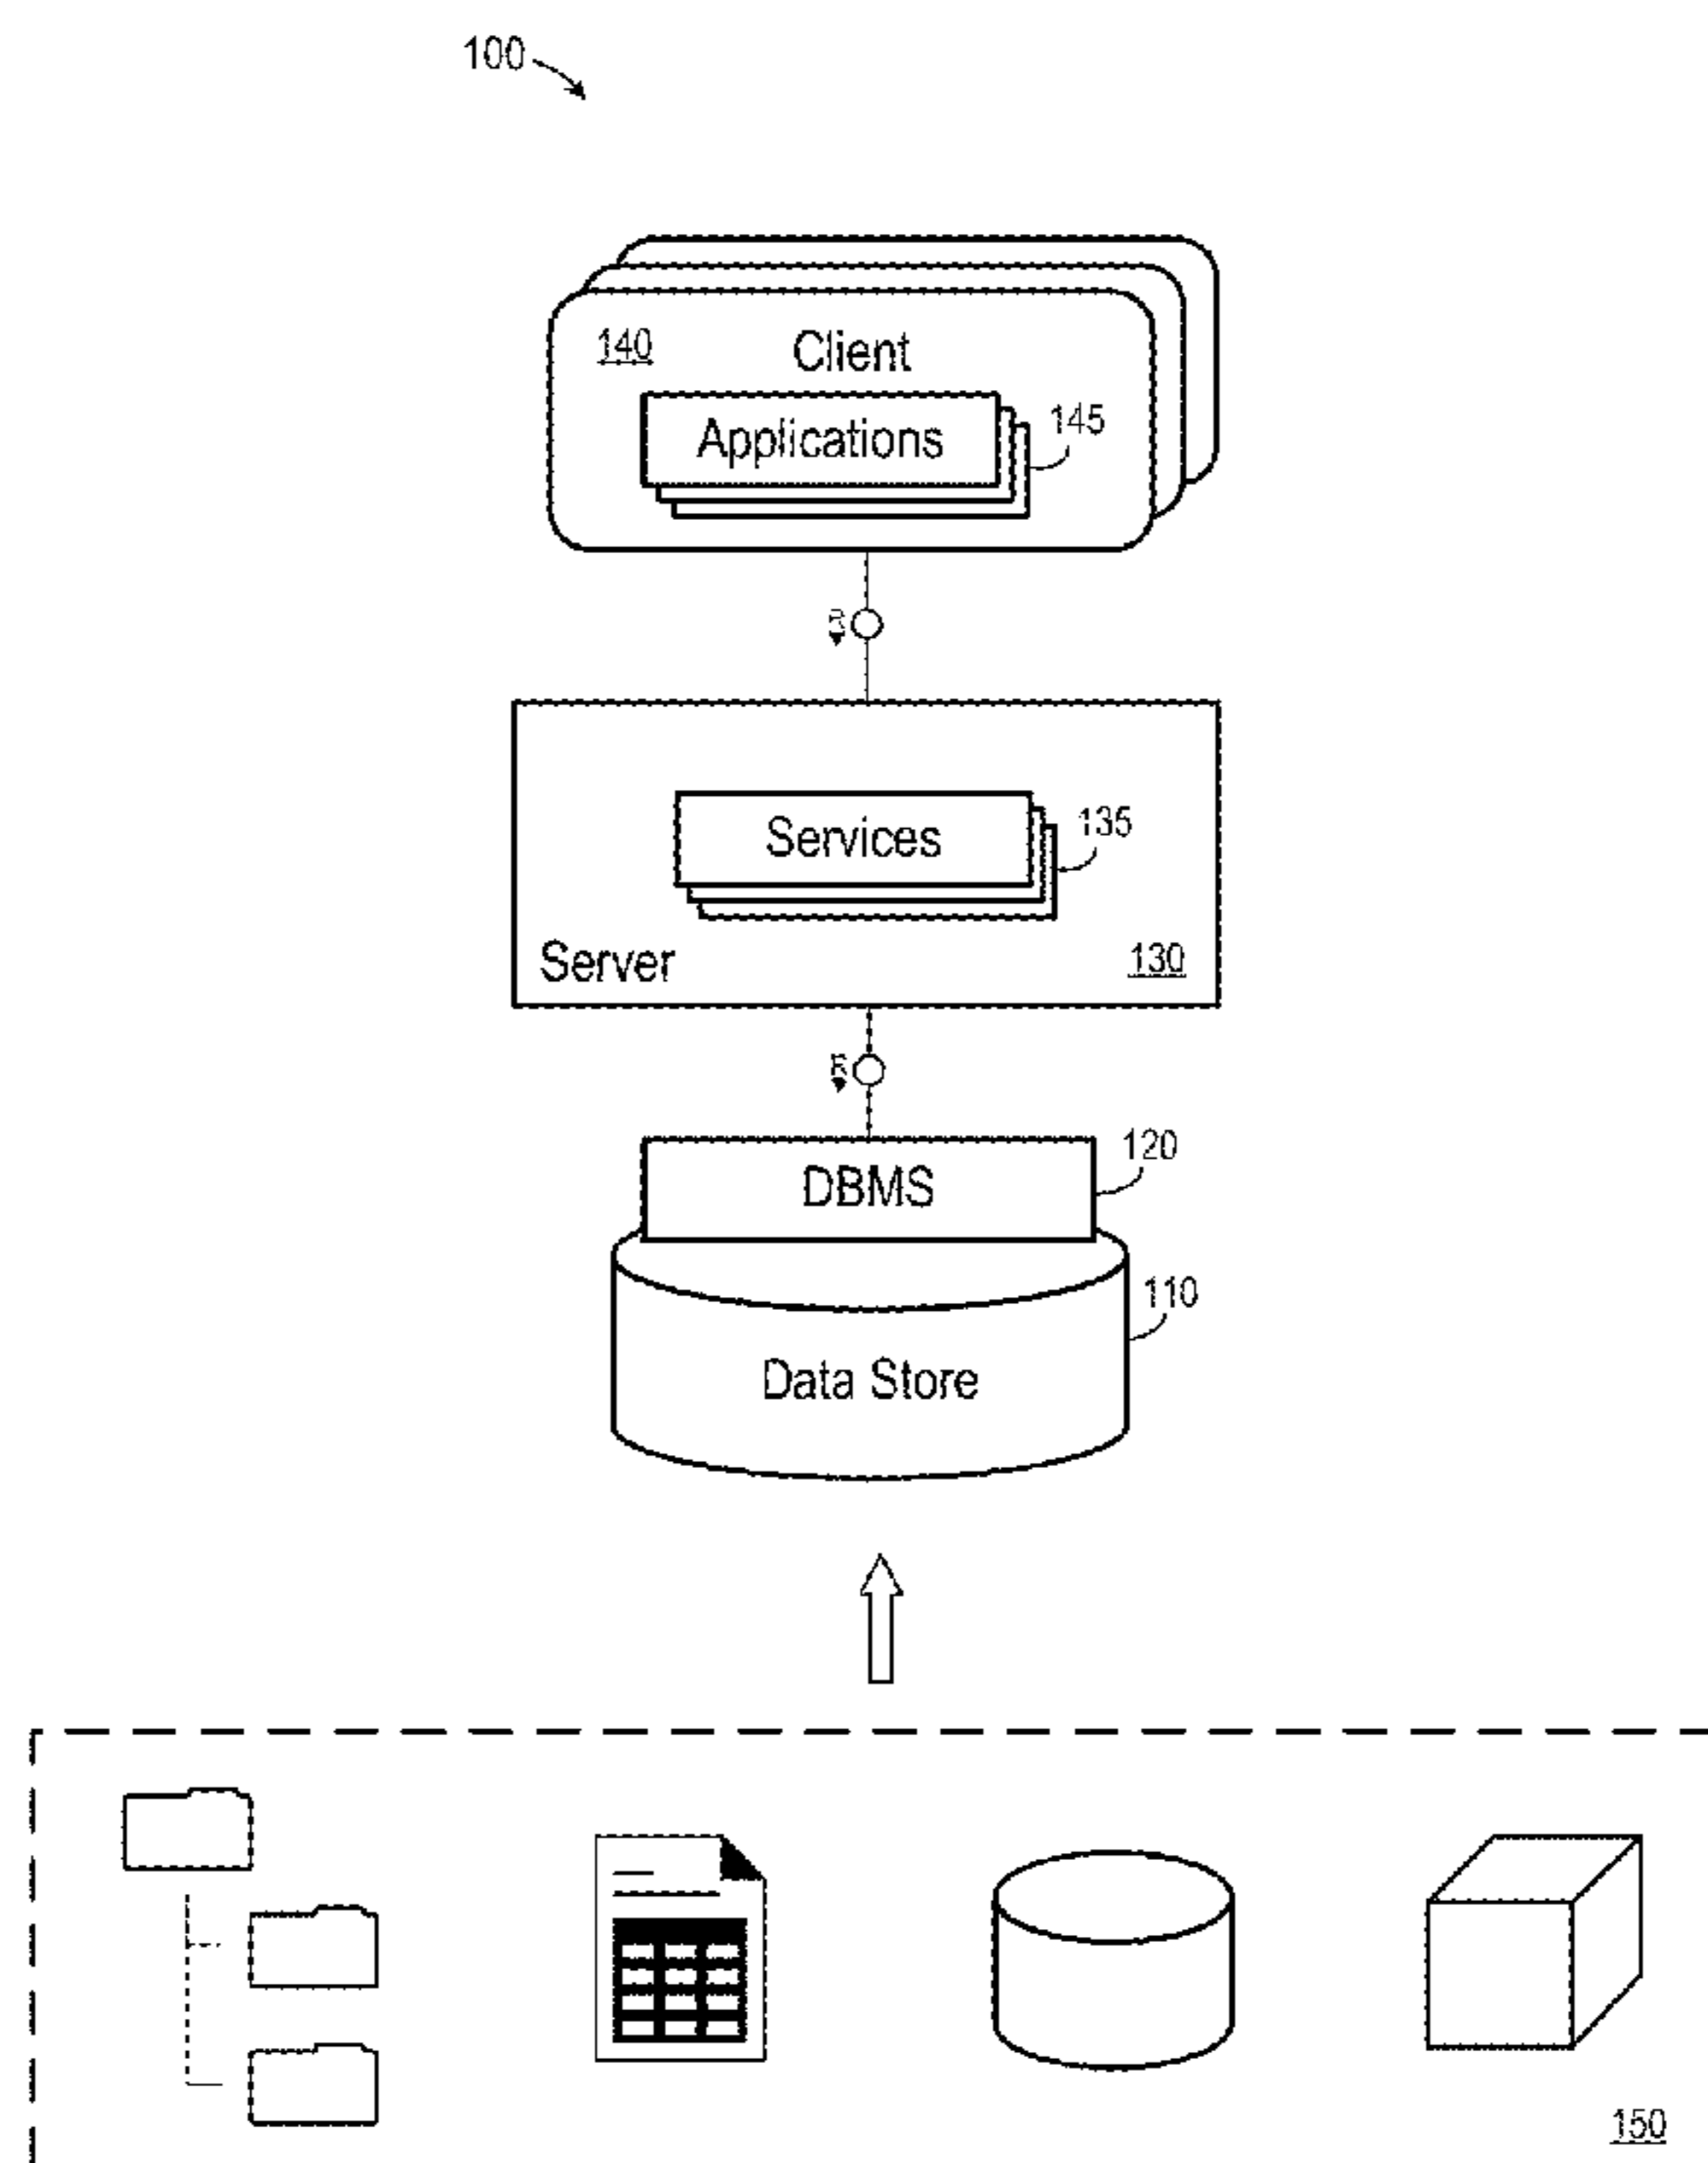 100
140 Client
Applications 145
R
Services 135
Server 130
R
DBMS 120
110
Data Store
150